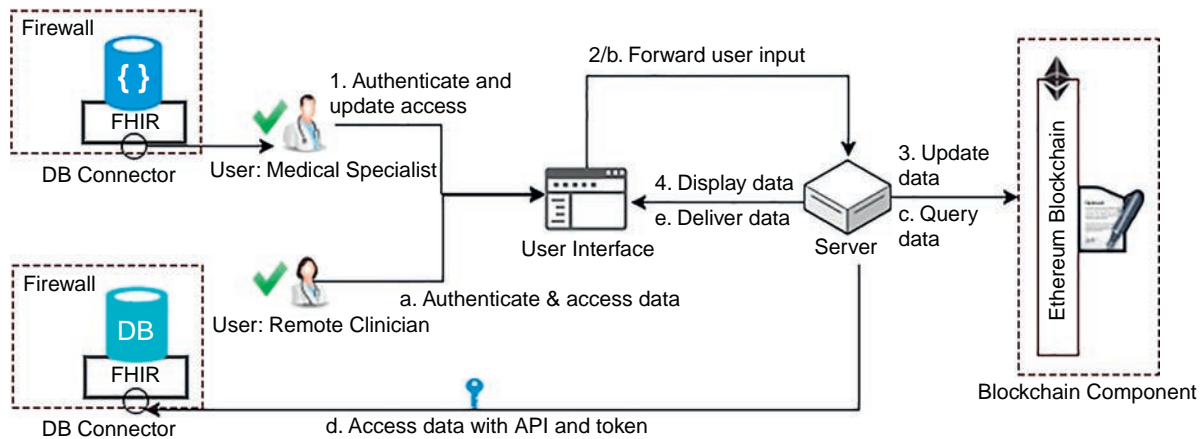 Firewall
{ }
FHIR
DB Connector
1. Authenticate and
update access
User: Medical Specialist
2/b. Forward user input
User Interface
4. Display data
e. Deliver data
Server
3. Update
data
c. Query
data
Ethereum Blockchain
Blockchain Component
Firewall
DB
FHIR
DB Connector
User: Remote Clinician
a. Authenticate & access data
d. Access data with API and token